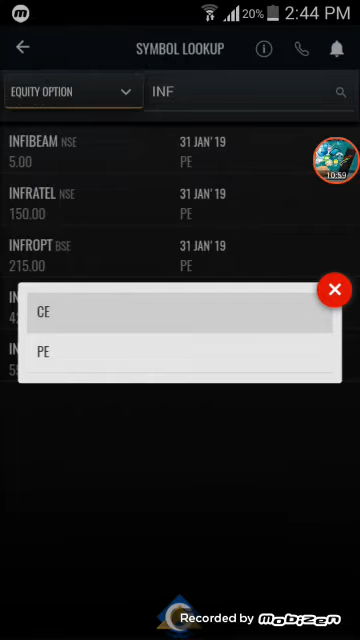 20% 2:44 PM
SYMBOL LOOKUP
EQUITY OPTION INF
INFIBEAM NSE 31 JAN' 19
5.00 PE
10:59
INFRATEL NSE 31 JAN' 19
150.00 PE
INFROPT BSE 31 JAN' 19
215.00 PE
CE
PE
Recorded by MOBIZEN